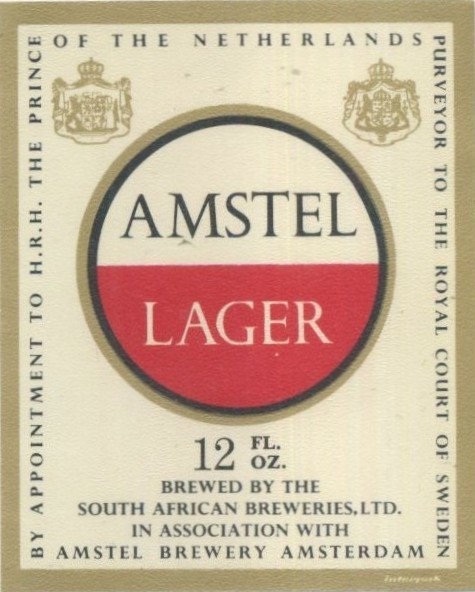 BY APPOINTMENT TO H.R.H. THE PRINCE
OF THE NETHERLANDS
PURVEYOR TO THE ROYAL COURT OF SWEDEN
AMSTEL
LAGER
12 FL. OZ.
BREWED BY THE
SOUTH AFRICAN BREWERIES, LTD.
IN ASSOCIATION WITH
AMSTEL BREWERY AMSTERDAM
Interpak